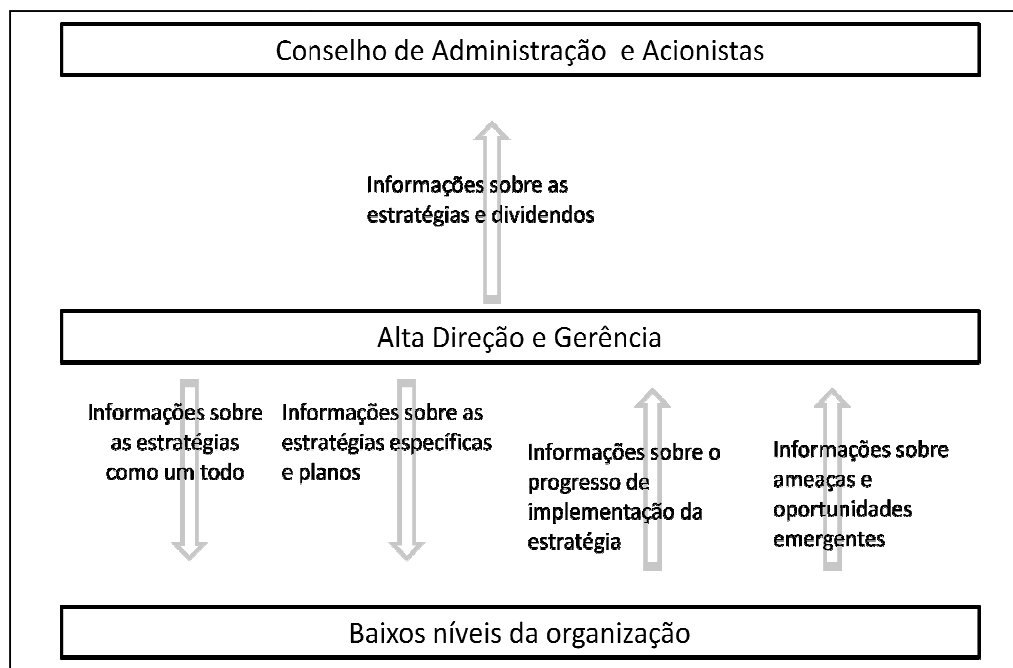 Conselho de Administração e Acionistas
Informações sobre as
estratégias e dividendos
Alta Direção e Gerência
Informações sobre
as estratégias
como um todo
Informações sobre as
estratégias específicas
e planos
Informações sobre o
progresso de
implementação da
estratégia
Informações sobre
ameaças e
oportunidades
emergentes
Baixos níveis da organização